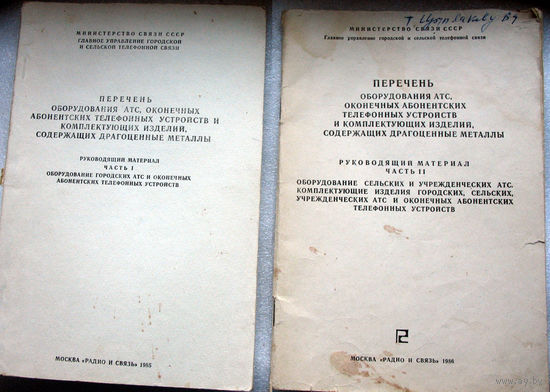 МИНИСТЕРСТВО СВЯЗИ СССР
ГЛАВНОЕ УПРАВЛЕНИЕ ГОРОДСКОЙ
И СЕЛЬСКОЙ ТЕЛЕФОННОЙ СВЯЗИ
ПЕРЕЧЕНЬ
ОБОРУДОВАНИЯ АТС, ОКОНЕЧНЫХ
АБОНЕНТСКИХ ТЕЛЕФОННЫХ УСТРОЙСТВ И
КОМПЛЕКТУЮЩИХ ИЗДЕЛИЙ,
СОДЕРЖАЩИХ ДРАГОЦЕННЫЕ МЕТАЛЛЫ
РУКОВОДЯЩИЙ МАТЕРИАЛ
ЧАСТЬ I
ОБОРУДОВАНИЕ ГОРОДСКИХ АТС И ОКОНЕЧНЫХ
АБОНЕНТСКИХ ТЕЛЕФОННЫХ УСТРОЙСТВ
МОСКВА «РАДИО И СВЯЗЬ» 1985
МИНИСТЕРСТВО СВЯЗИ СССР
Главное управление городской и сельской телефонной связи
ПЕРЕЧЕНЬ
ОБОРУДОВАНИЯ АТС,
ОКОНЕЧНЫХ АБОНЕНТСКИХ
ТЕЛЕФОННЫХ УСТРОЙСТВ
И КОМПЛЕКТУЮЩИХ ИЗДЕЛИЙ,
СОДЕРЖАЩИХ ДРАГОЦЕННЫЕ МЕТАЛЛЫ
РУКОВОДЯЩИЙ МАТЕРИАЛ
ЧАСТЬ II
ОБОРУДОВАНИЕ СЕЛЬСКИХ И УЧРЕЖДЕНЧЕСКИХ АТС.
КОМПЛЕКТУЮЩИЕ ИЗДЕЛИЯ ГОРОДСКИХ, СЕЛЬСКИХ,
УЧРЕЖДЕНЧЕСКИХ АТС И ОКОНЕЧНЫХ АБОНЕНТСКИХ
ТЕЛЕФОННЫХ УСТРОЙСТВ
МОСКВА «РАДИО И СВЯЗЬ» 1986
www.ay.by